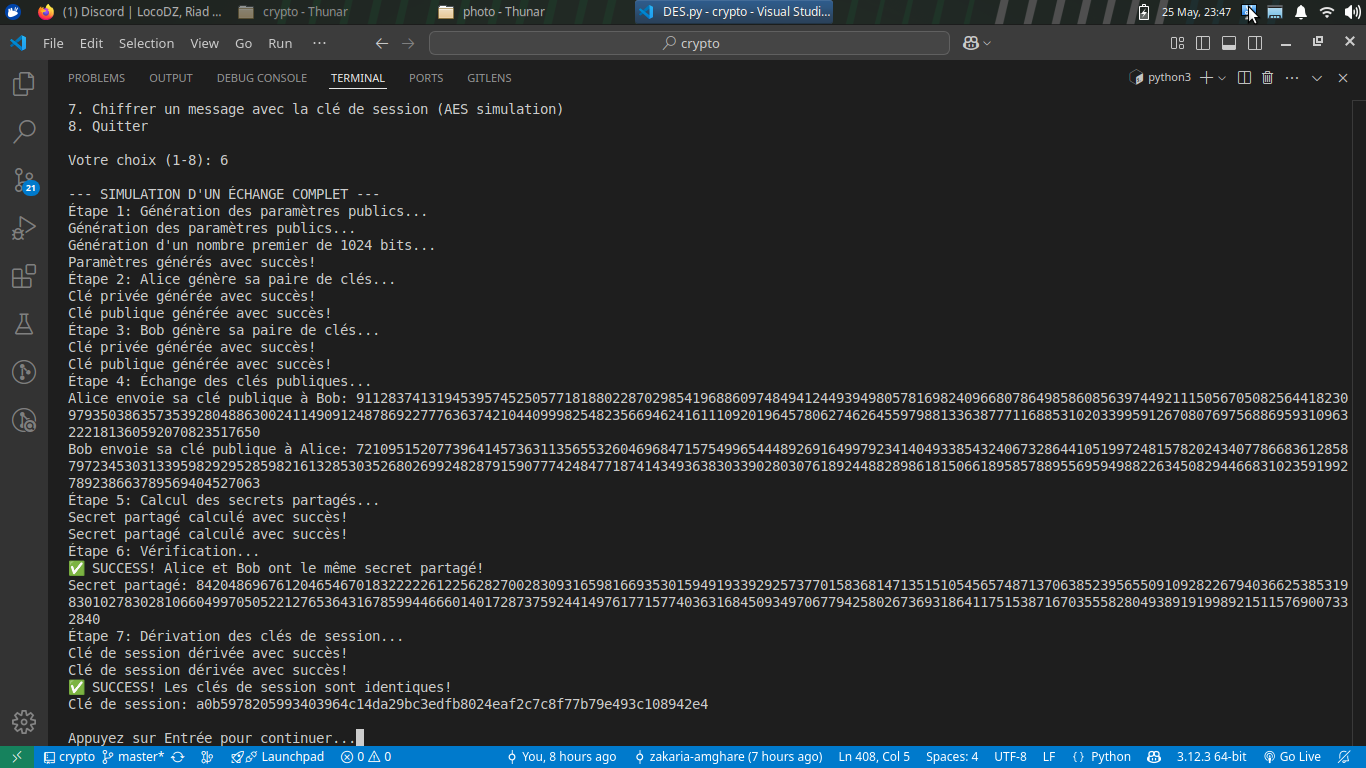 (1) Discord | LocoDZ, Riad ...
crypto - Thunar
photo - Thunar
DES.py - crypto - Visual Studi...
25 May, 23:47
File Edit Selection View Go Run ...
crypto
PROBLEMS OUTPUT DEBUG CONSOLE TERMINAL PORTS GITLENS
python3
21
7. Chiffrer un message avec la clé de session (AES simulation)
8. Quitter
Votre choix (1-8): 6
--- SIMULATION D'UN ÉCHANGE COMPLET ---
Étape 1: Génération des paramètres publics...
Génération des paramètres publics...
Génération d'un nombre premier de 1024 bits...
Paramètres générés avec succès!
Étape 2: Alice génère sa paire de clés...
Clé privée générée avec succès!
Clé publique générée avec succès!
Étape 3: Bob génère sa paire de clés...
Clé privée générée avec succès!
Clé publique générée avec succès!
Étape 4: Échange des clés publiques...
Alice envoie sa clé publique à Bob: 9112837413194539574525057718188022870298541968860974849412449394980578169824096680786498586085639744921115056705082564418230
9793503863573539280488630024114909124878692277763637421044099982548235669462416111092019645780627462645597988133638777116885310203399591267080769756886959310963
222181360592070823517650
Bob envoie sa clé publique à Alice: 7210951520773964145736311356553260469684715754996544489269164997923414049338543240673286441051997248157820243407786683612858
7972345303133959829295285982161328530352680269924828791590777424848771874143493638303390280307618924488289861815066189585788955695949882263450829446683102359199 2
789238663789569404527063
Étape 5: Calcul des secrets partagés...
Secret partagé calculé avec succès!
Secret partagé calculé avec succès!
Étape 6: Vérification...
✅ SUCCESS! Alice et Bob ont le même secret partagé!
Secret partagé: 842048696761204654670183222226122562827002830931659816693530159491933929257377015836814713515105456574871370638523956550910928226794036625385319
8301027830281066049970505221276536431678599446660140172873759244149761771577403631684509349706779425802673693186411751538716703555828049389191998921511576900733
2840
Étape 7: Dérivation des clés de session...
Clé de session dérivée avec succès!
Clé de session dérivée avec succès!
✅ SUCCESS! Les clés de session sont identiques!
Clé de session: a0b5978205993403964c14da29bc3edfb8024eaf2c7c8f77b79e493c108942e4
Appuyez sur Entrée pour continuer...
crypto master* Launchpad 0 0 You, 8 hours ago zakaria-amghare (7 hours ago) Ln 408, Col 5 Spaces: 4 UTF-8 LF { } Python 3.12.3 64-bit Go Live